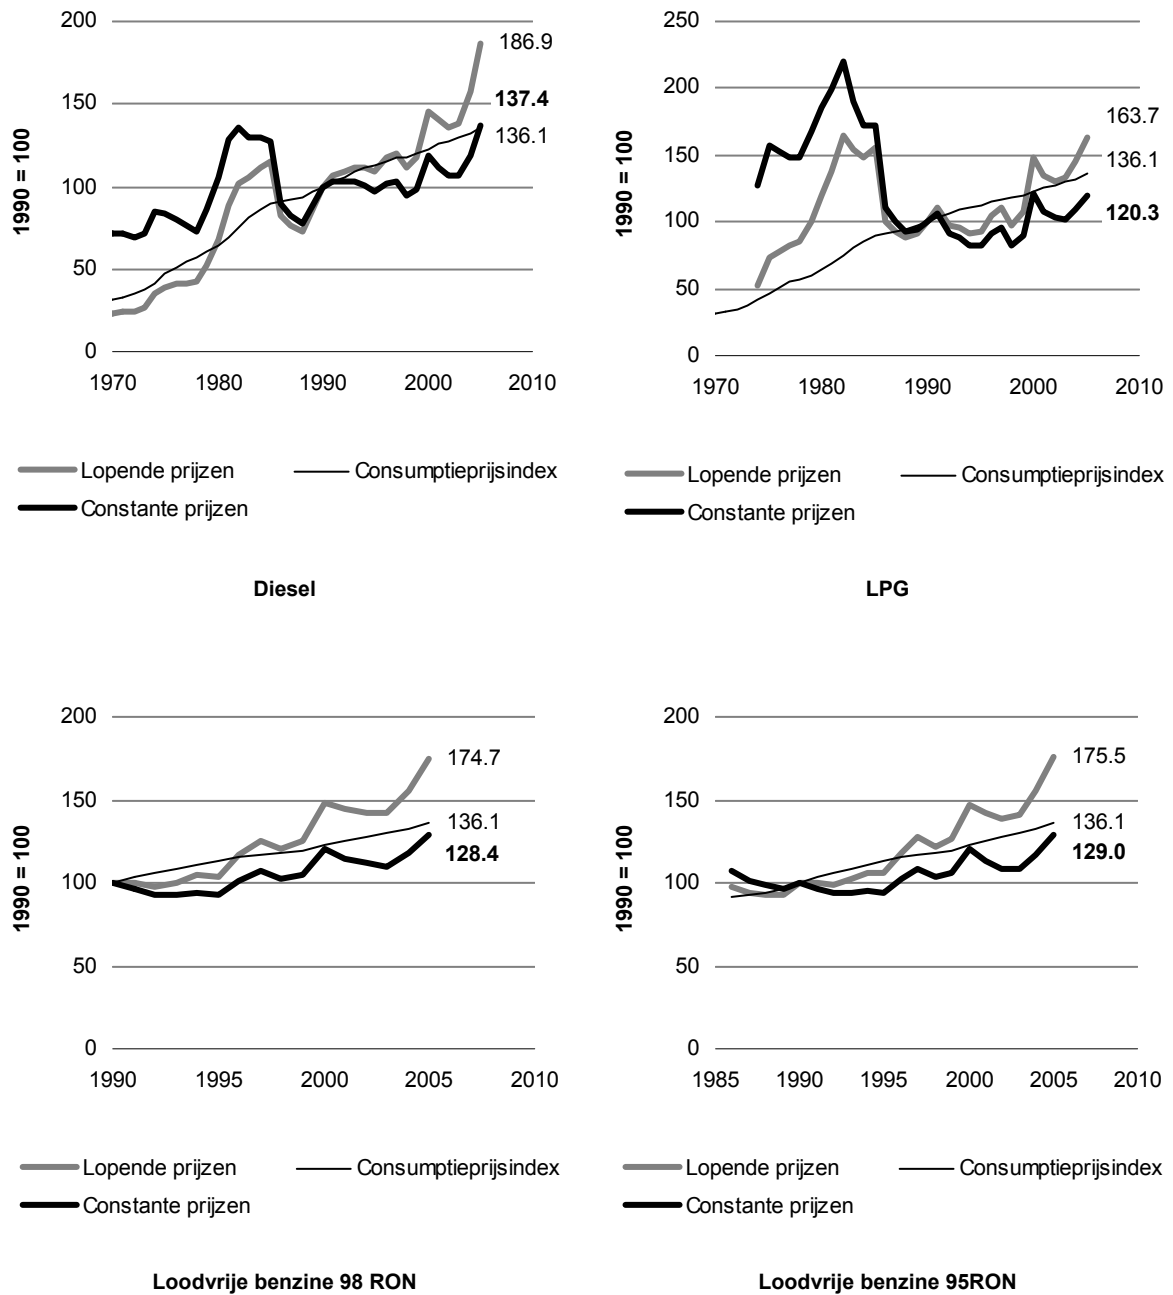 200
150
100
50
0
1990 = 100
186.9
137.4
136.1
1970 1980 1990 2000 2010
Lopende prijzen Consumptieprijsindex
Constante prijzen
Diesel
250
200
150
100
50
0
1990 = 100
163.7
136.1
120.3
1970 1980 1990 2000 2010
Lopende prijzen Consumptieprijsindex
Constante prijzen
LPG
200
150
100
50
0
1990 = 100
174.7
136.1
128.4
1990 1995 2000 2005 2010
Lopende prijzen Consumptieprijsindex
Constante prijzen
Loodvrije benzine 98 RON
200
150
100
50
0
1990 = 100
175.5
136.1
129.0
1985 1990 1995 2000 2005 2010
Lopende prijzen Consumptieprijsindex
Constante prijzen
Loodvrije benzine 95RON